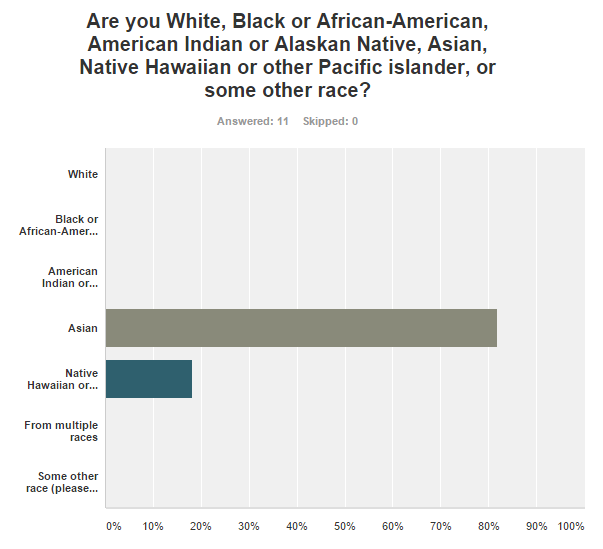 Are you White, Black or African-American,
American Indian or Alaskan Native, Asian,
Native Hawaiian or other Pacific islander, or
some other race?
Answered: 11 Skipped: 0
White
Black or
African-Amer...
American
Indian or...
Asian
Native
Hawaiian or...
From multiple
races
Some other
race (please...
0% 10% 20% 30% 40% 50% 60% 70% 80% 90% 100%